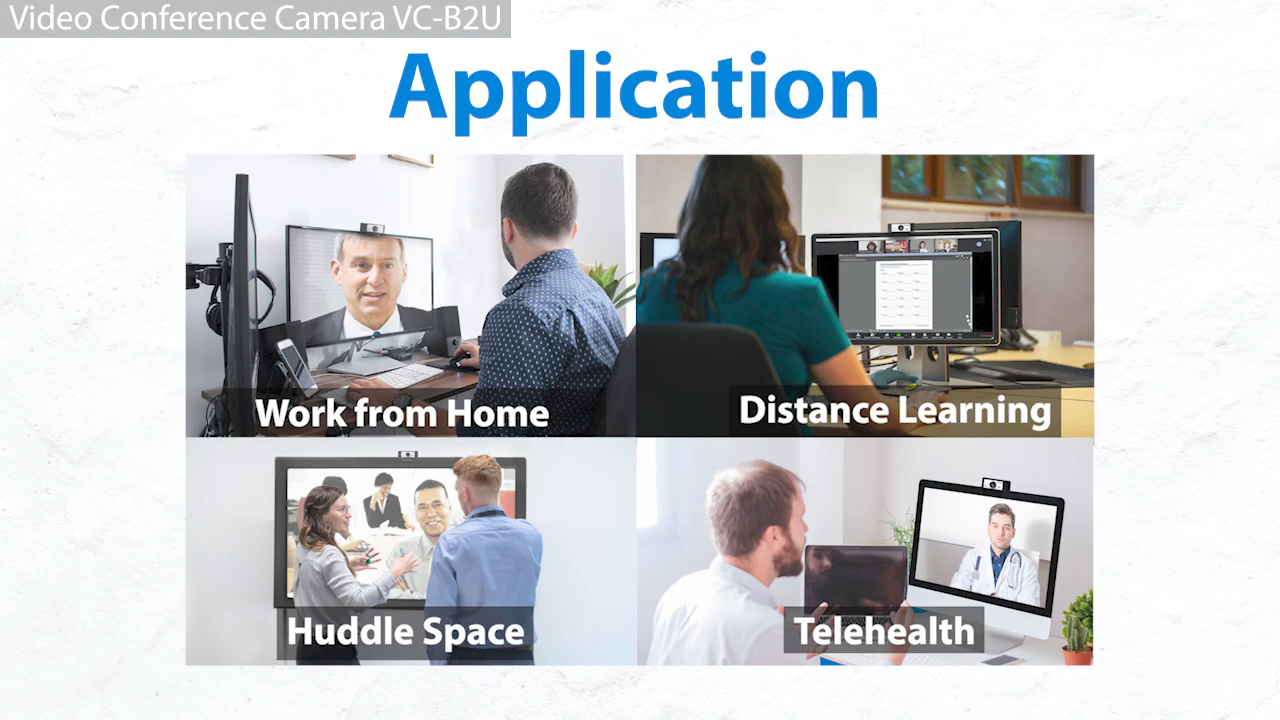 Video Conference Camera VC-B2U
Application
Work from Home
Distance Learning
Huddle Space
Telehealth